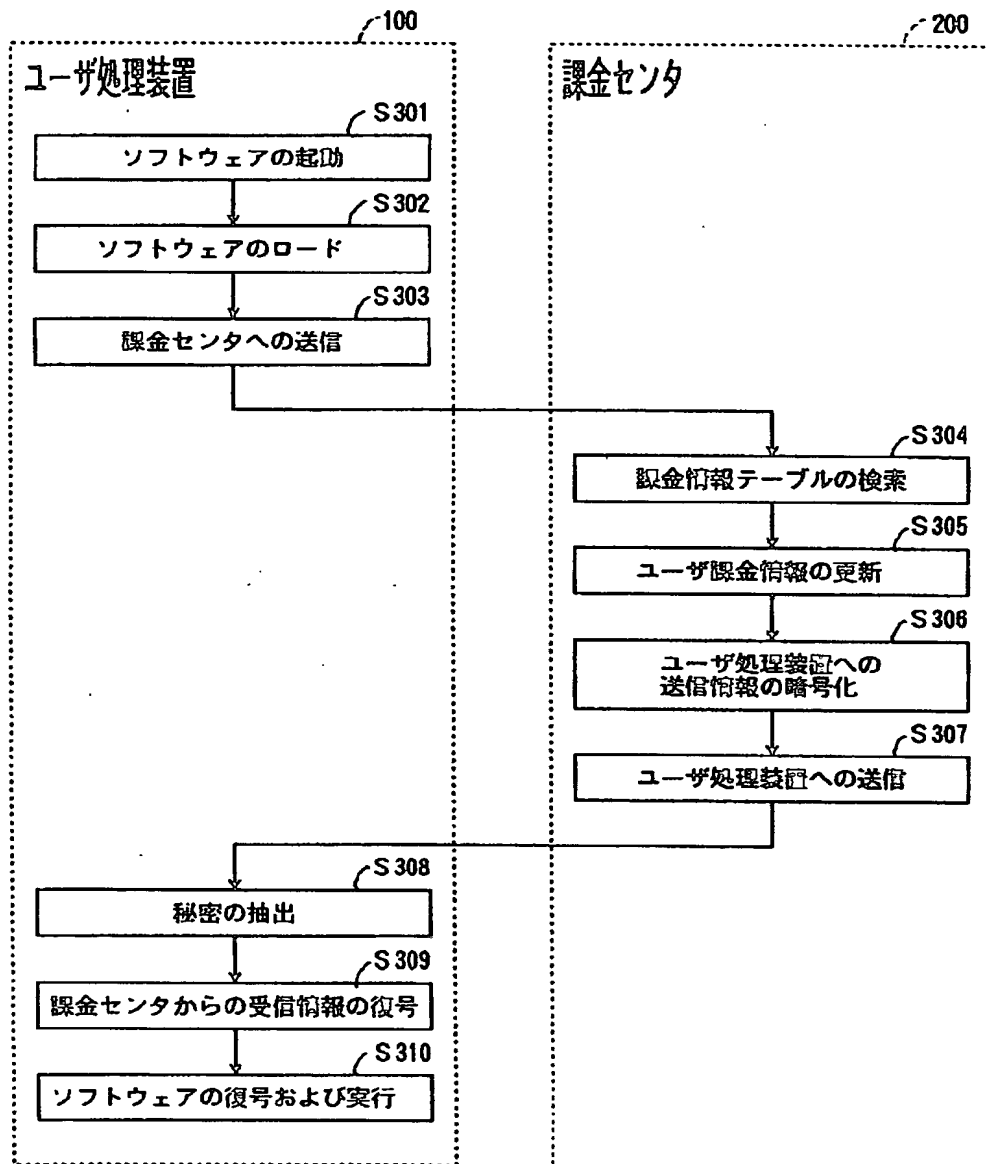 100
200
ユーザ処理装置
課金センタ
S301
ソフトウェアの起動
S302
ソフトウェアのロード
S303
課金センタへの送信
S304
課金情報テーブルの検索
S305
ユーザ課金情報の更新
S306
ユーザ処理装置への
送信情報の暗号化
S307
ユーザ処理装置への送信
S308
秘密の抽出
S309
課金センタからの受信情報の復号
S310
ソフトウェアの復号および実行